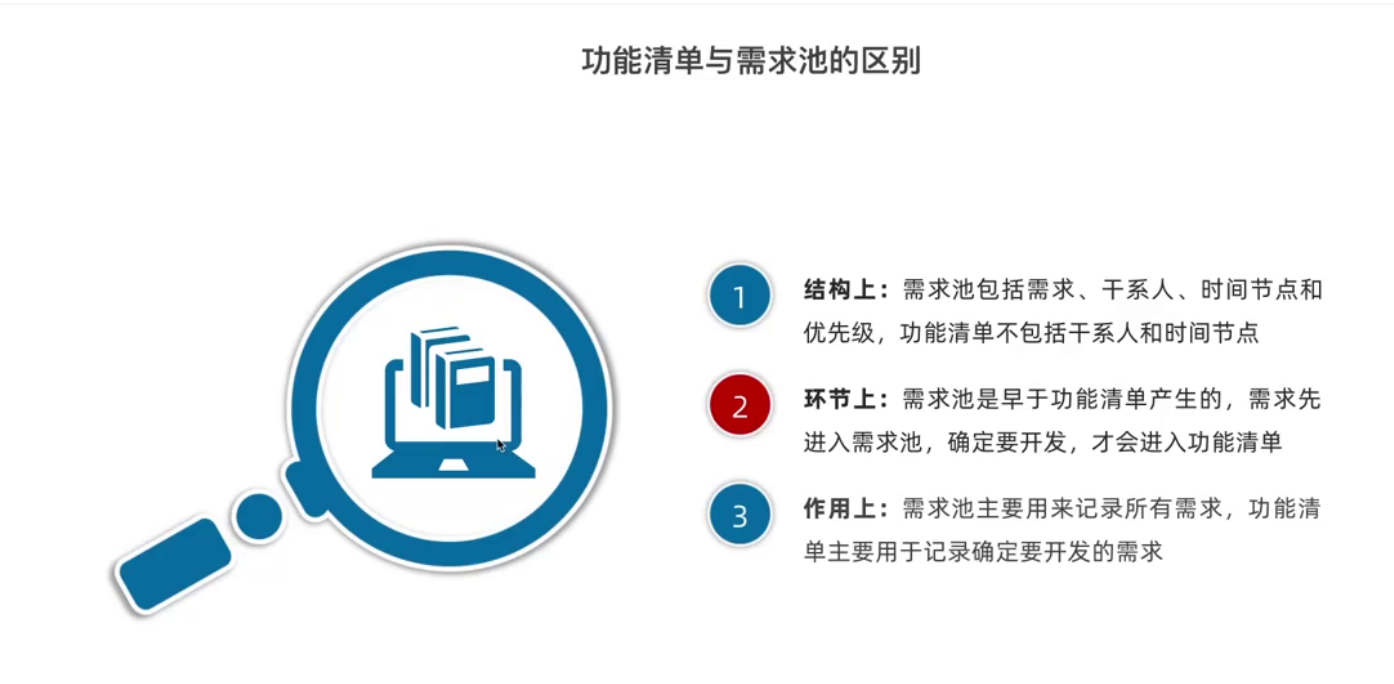 功能清单与需求池的区别
1
结构上：需求池包括需求、干系人、时间节点和
优先级，功能清单不包括干系人和时间节点
2
环节上：需求池是早于功能清单产生的，需求先
进入需求池，确定要开发，才会进入功能清单
3
作用上：需求池主要用来记录所有需求，功能清
单主要用于记录确定要开发的需求